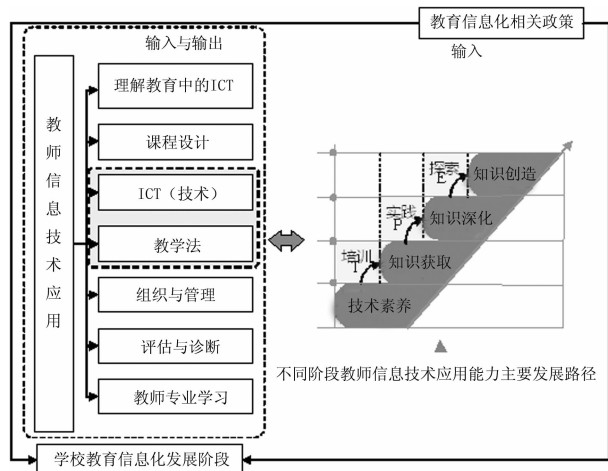 教育信息化相关政策
输入与输出
输入
教师信息技术应用
理解教育中的ICT
课程设计
ICT（技术）
教学法
组织与管理
评估与诊断
教师专业学习
探索
E
知识创造
实践
P
知识深化
培训
T
知识获取
技术素养
不同阶段教师信息技术应用能力主要发展路径
学校教育信息化发展阶段